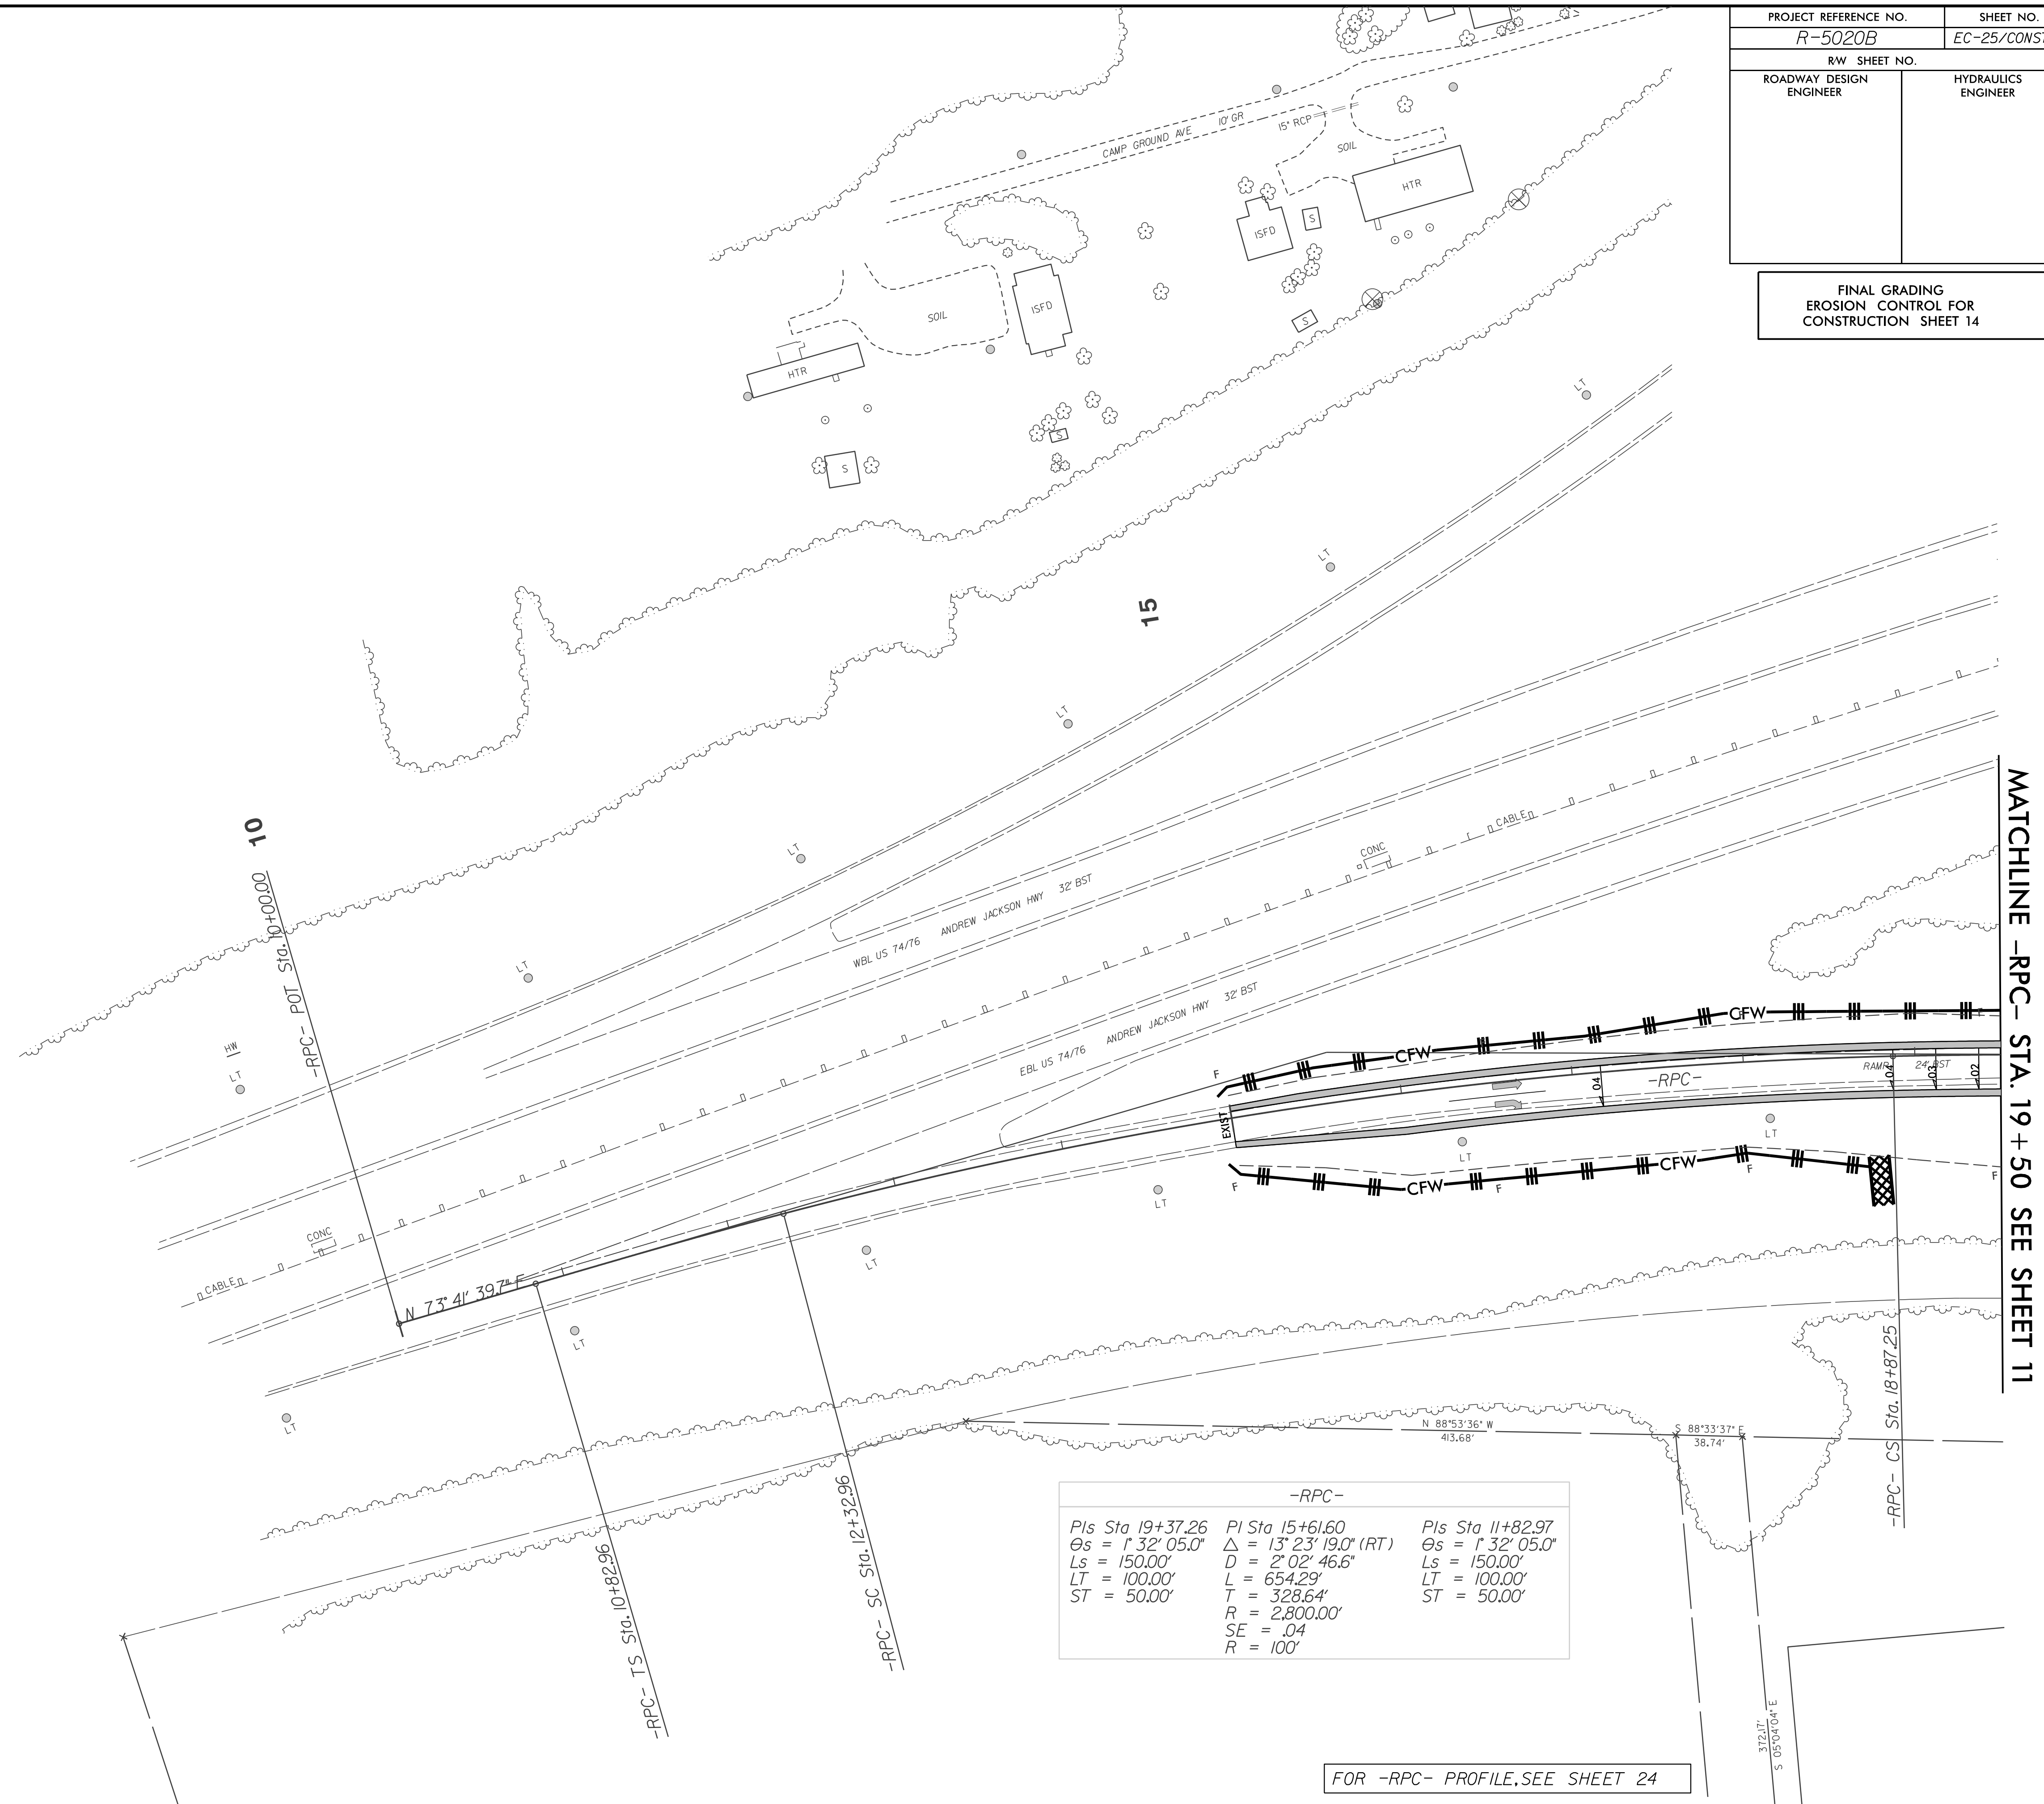 PROJECT REFERENCE NO.
SHEET NO.
R-5020B
EC-25/CONST
R/W SHEET NO.
ROADWAY DESIGN
ENGINEER
HYDRAULICS
ENGINEER
FINAL GRADING
EROSION CONTROL FOR
CONSTRUCTION SHEET 14
CAMP GROUND AVE 10' GR
15" RCP
SOIL
HTR
ISFD
S
S
SOIL
ISFD
HTR
S
S
LT
LT
15
LT
10
LT
CABLE
CONC
WBL US 74/76 ANDREW JACKSON HWY 32' BST
LT
-RPC- POT Sta. 10+00.00
HW
LT
EBL US 74/76 ANDREW JACKSON HWY 32' BST
MATCHLINE -RPC- STA. 19+50 SEE SHEET 11
CFW
F
CFW
F
RAMP 24' BST
-RPC-
.04
.04
.03
.02
EXIST
LT
LT
F
CFW
F
CFW
F
F
LT
LT
CONC
CABLE
N 73° 41' 39.7" E
LT
LT
-RPC- CS Sta. 18+87.25
N 88°53'36" W
413.68'
S 88°33'37" E
38.74'
-RPC- TS Sta. 10+82.96
-RPC- SC Sta. 12+32.96
-RPC-
PIs Sta 19+37.26 PI Sta 15+61.60 PIs Sta 11+82.97
Θs = 1° 32' 05.0" Δ = 13° 23' 19.0" (RT) Θs = 1° 32' 05.0"
Ls = 150.00' D = 2° 02' 46.6" Ls = 150.00'
LT = 100.00' L = 654.29' LT = 100.00'
ST = 50.00' T = 328.64' ST = 50.00'
R = 2,800.00'
SE = .04
R = 100'
372.17'
S 05°04'04" E
FOR -RPC- PROFILE, SEE SHEET 24